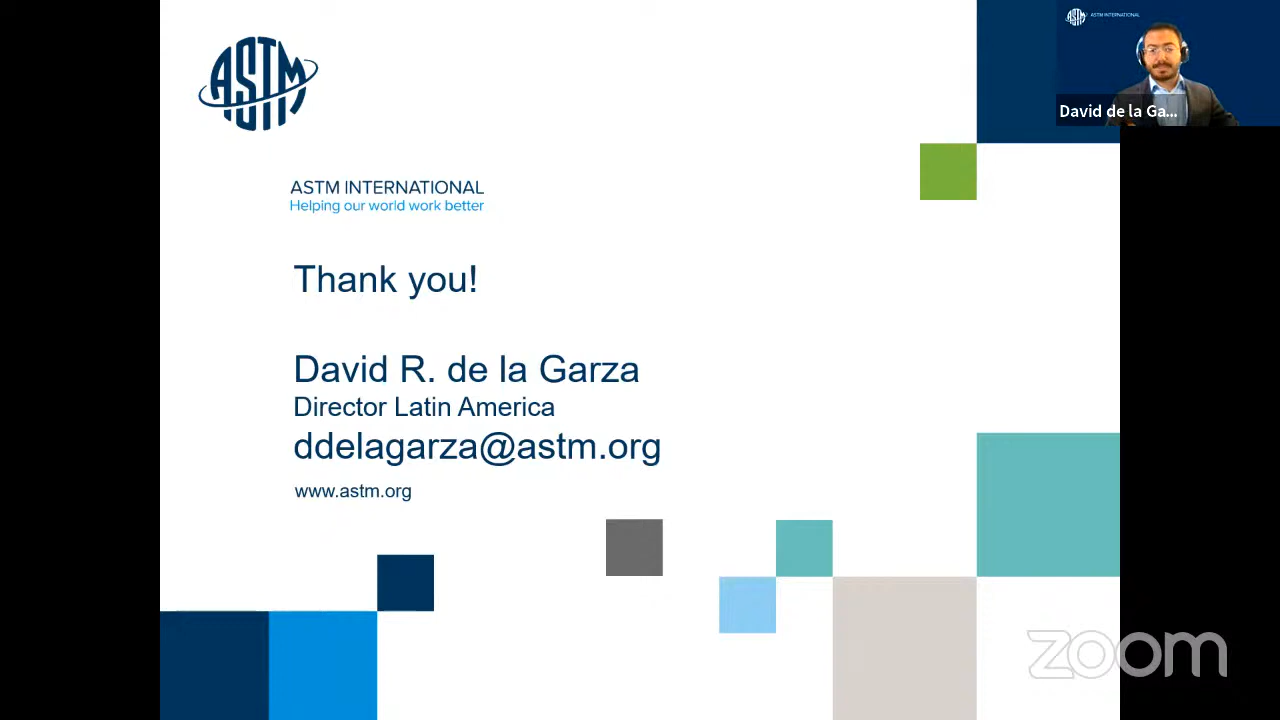 ASTM
ASTM INTERNATIONAL
Helping our world work better
Thank you!
David R. de la Garza
Director Latin America
ddelagarza@astm.org
www.astm.org
ASTM INTERNATIONAL
David de la Ga...
zoom